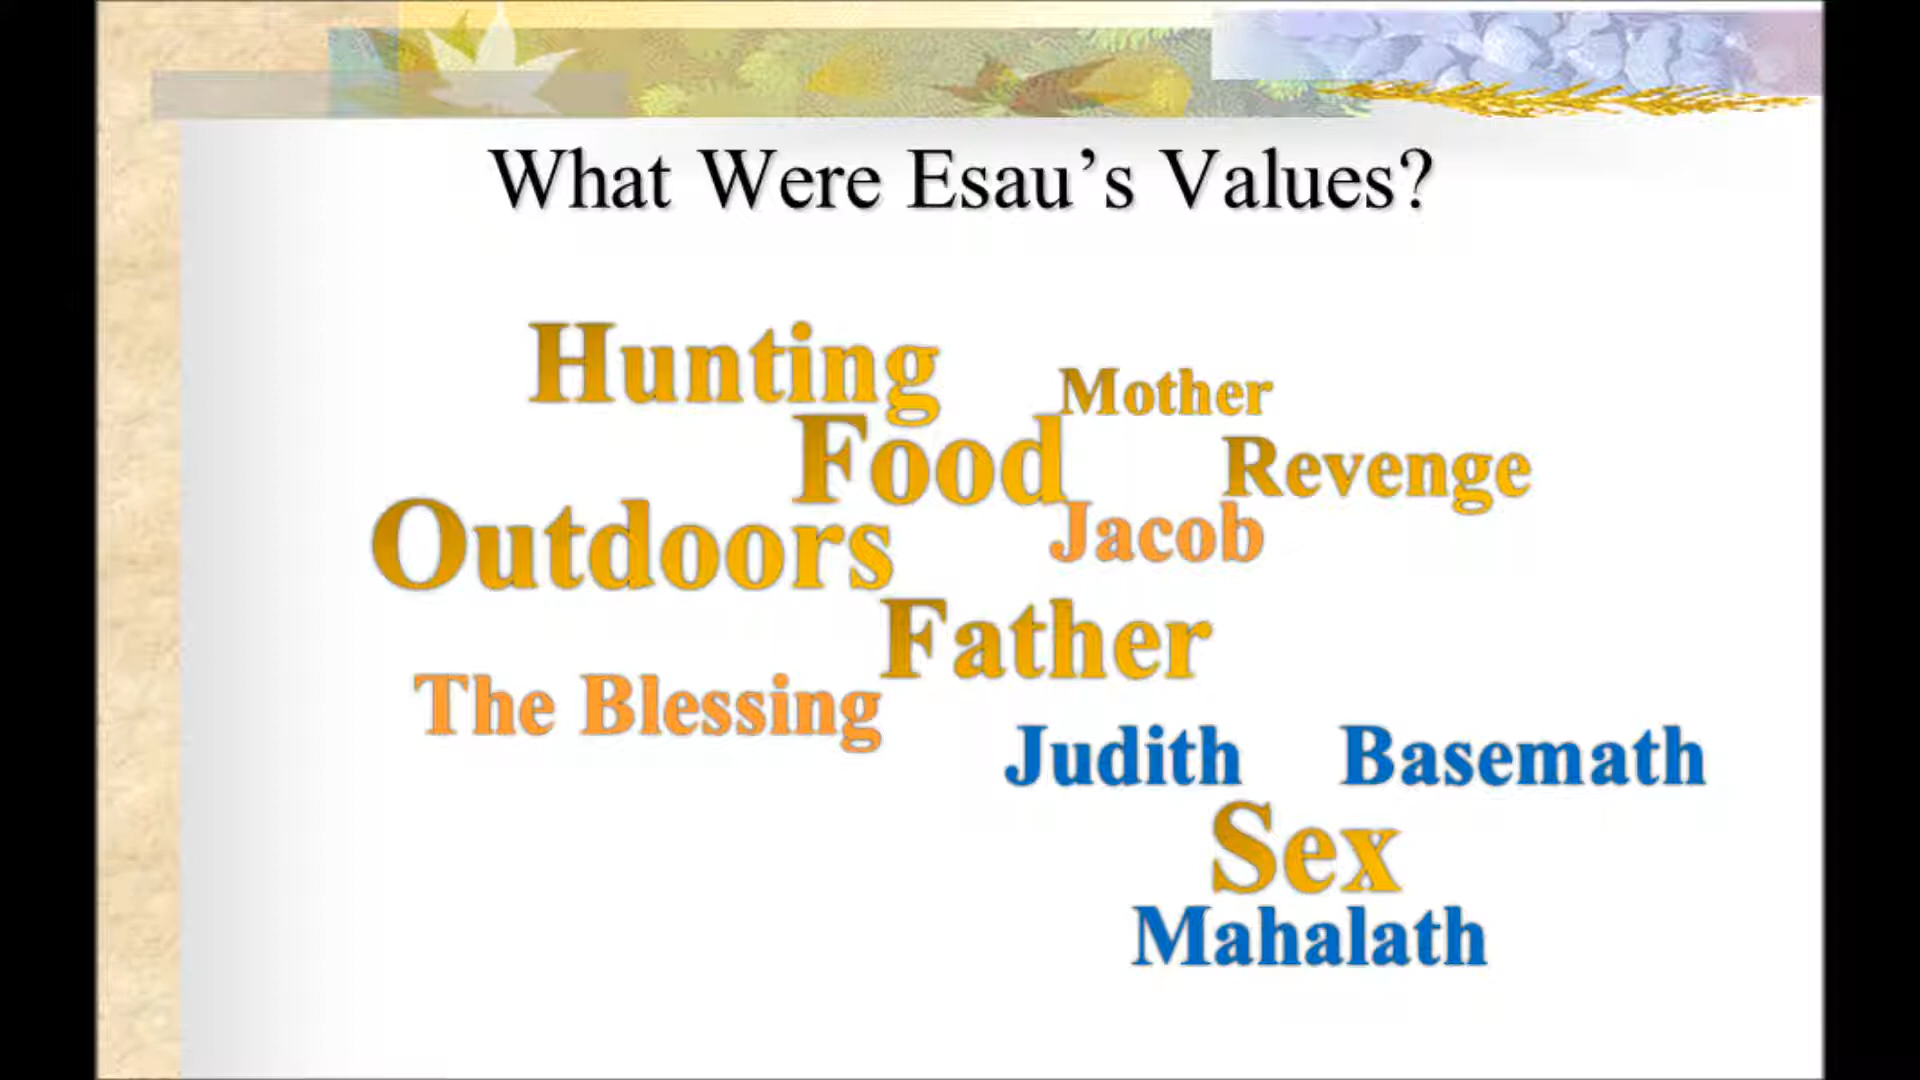 What Were Esau’s Values?
Hunting
Mother
Food
Revenge
Outdoors
Jacob
Father
The Blessing
Judith
Basemath
Sex
Mahalath